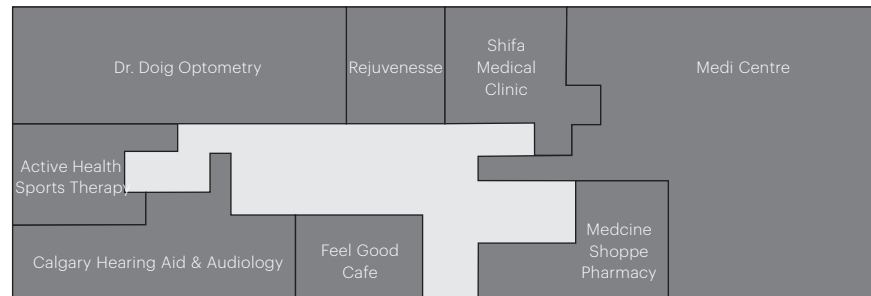 Dr. Doig Optometry
Rejuvenesse
Shifa
Medical
Clinic
Medi Centre
Active Health
Sports Therapy
Calgary Hearing Aid & Audiology
Feel Good
Cafe
Medcine
Shoppe
Pharmacy